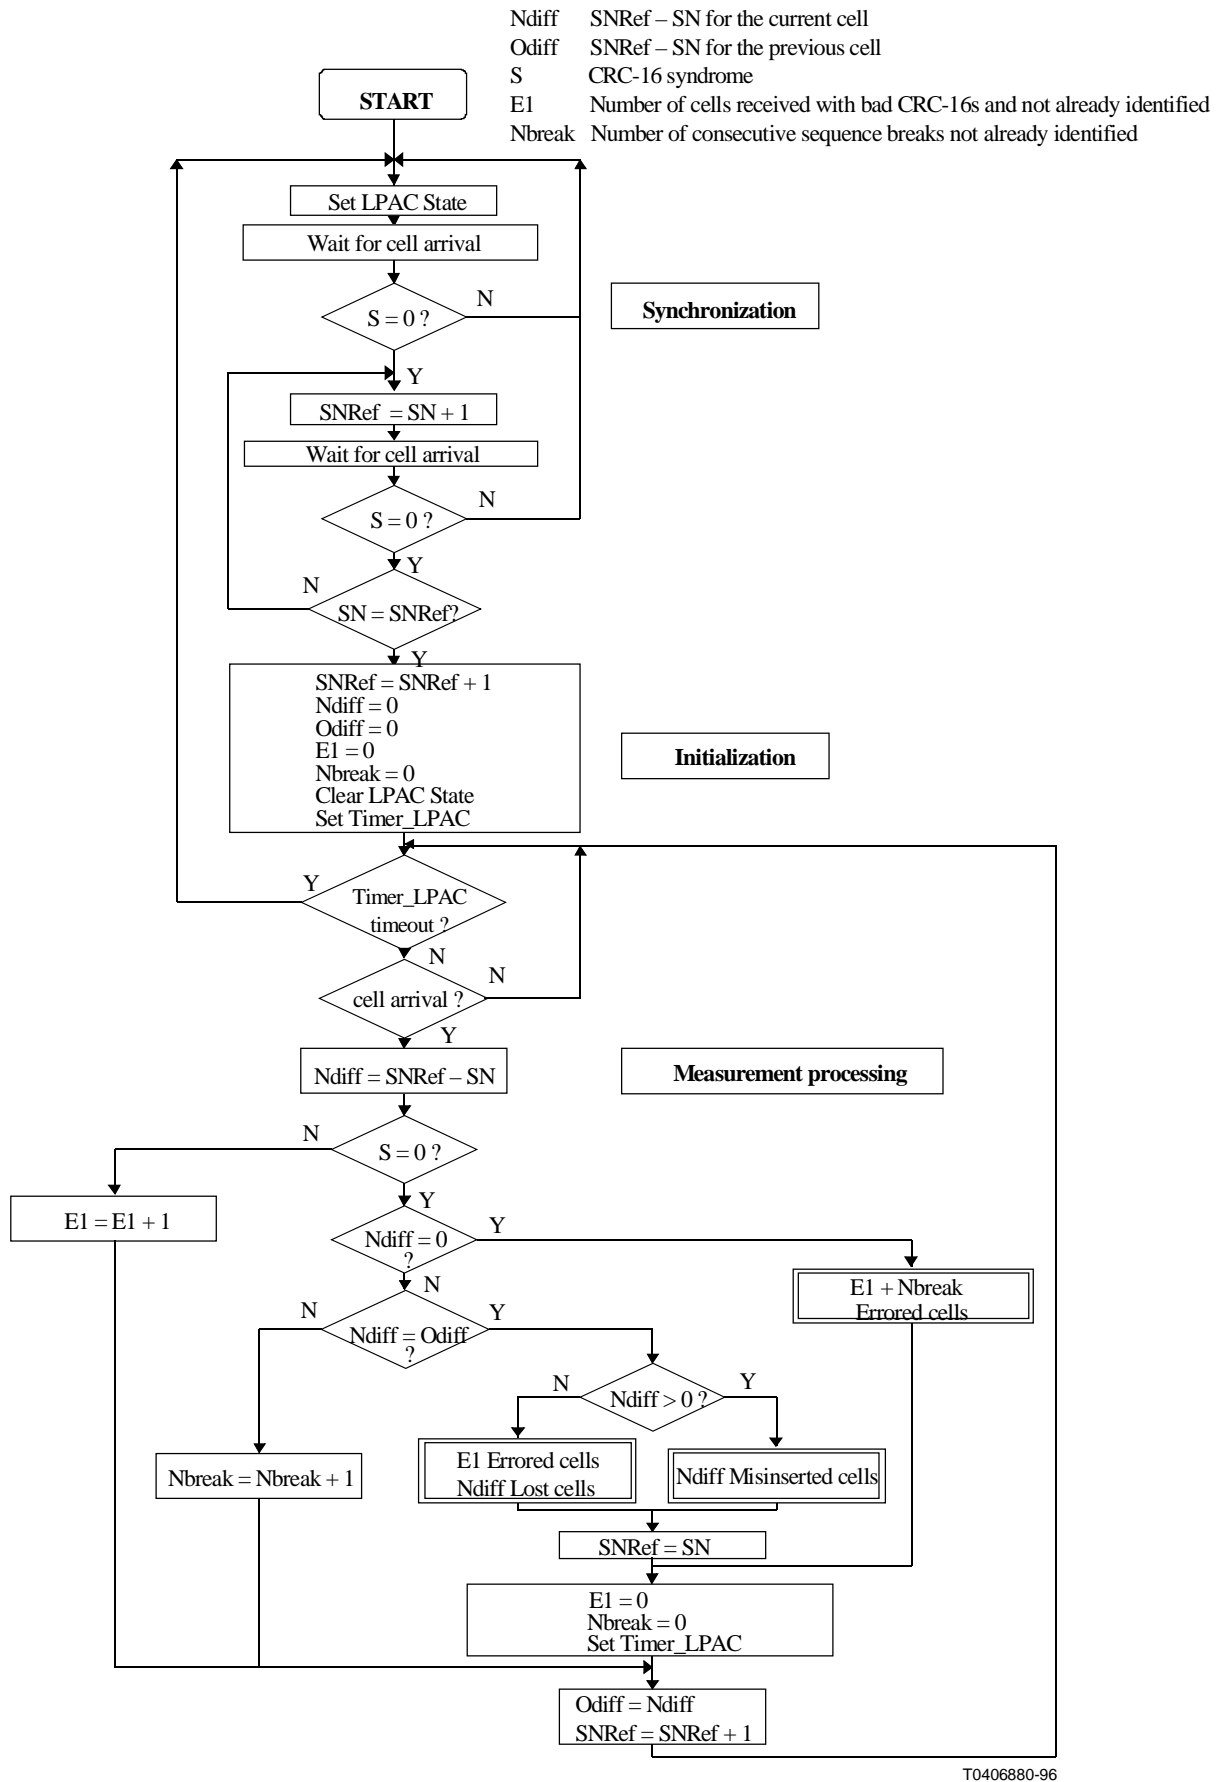 Ndiff SNRef – SN for the current cell
Odiff SNRef – SN for the previous cell
S CRC-16 syndrome
E1 Number of cells received with bad CRC-16s and not already identified
Nbreak Number of consecutive sequence breaks not already identified
START
Set LPAC State
Wait for cell arrival
S = 0 ?
N
Synchronization
Y
SNRef = SN + 1
Wait for cell arrival
S = 0 ?
N
Y
N
SN = SNRef?
Y
SNRef = SNRef + 1
Ndiff = 0
Odiff = 0
E1 = 0
Nbreak = 0
Clear LPAC State
Set Timer_LPAC
Initialization
Y
Timer_LPAC
timeout ?
N
N
cell arrival ?
Y
Ndiff = SNRef – SN
Measurement processing
N
S = 0 ?
E1 = E1 + 1
Y
Y
Ndiff = 0
?
N
E1 + Nbreak
Errored cells
N
Y
Ndiff = Odiff
?
N
Y
Ndiff > 0 ?
E1 Errored cells
Ndiff Lost cells
Ndiff Misinserted cells
Nbreak = Nbreak + 1
SNRef = SN
E1 = 0
Nbreak = 0
Set Timer_LPAC
Odiff = Ndiff
SNRef = SNRef + 1
T0406880-96